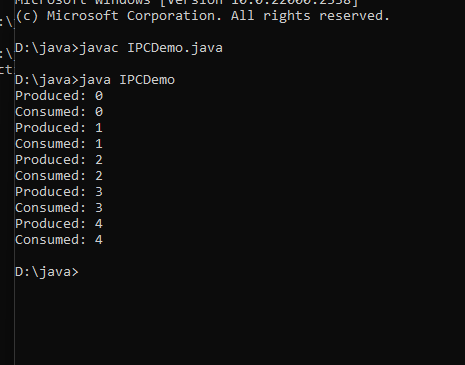 Microsoft Windows [Version 10.0.22000.2538]
(c) Microsoft Corporation. All rights reserved.
D:\java>javac IPCDemo.java
D:\java>java IPCDemo
Produced: 0
Consumed: 0
Produced: 1
Consumed: 1
Produced: 2
Consumed: 2
Produced: 3
Consumed: 3
Produced: 4
Consumed: 4
D:\java>